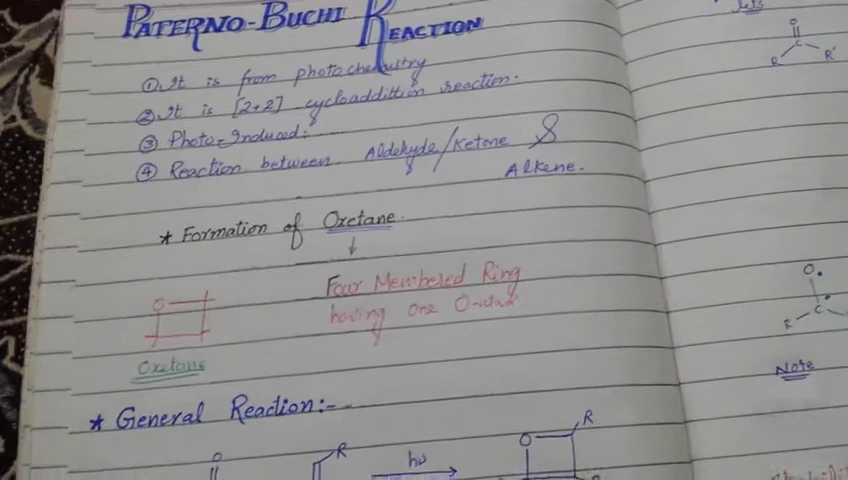 PATERNO-BUCHI REACTION
① It is from photochemistry
② It is [2+2] cycloaddittion reaction.
③ Photo-Induced.
④ Reaction between Aldehyde/Ketone &
Alkene.
* Formation of Oxetane.
↓
O
Four Membered Ring
having one O-atom
Oxetane
* General Reaction:-
O
R
hν
O
R
O
C
R
R'
O•
C•
R
Note